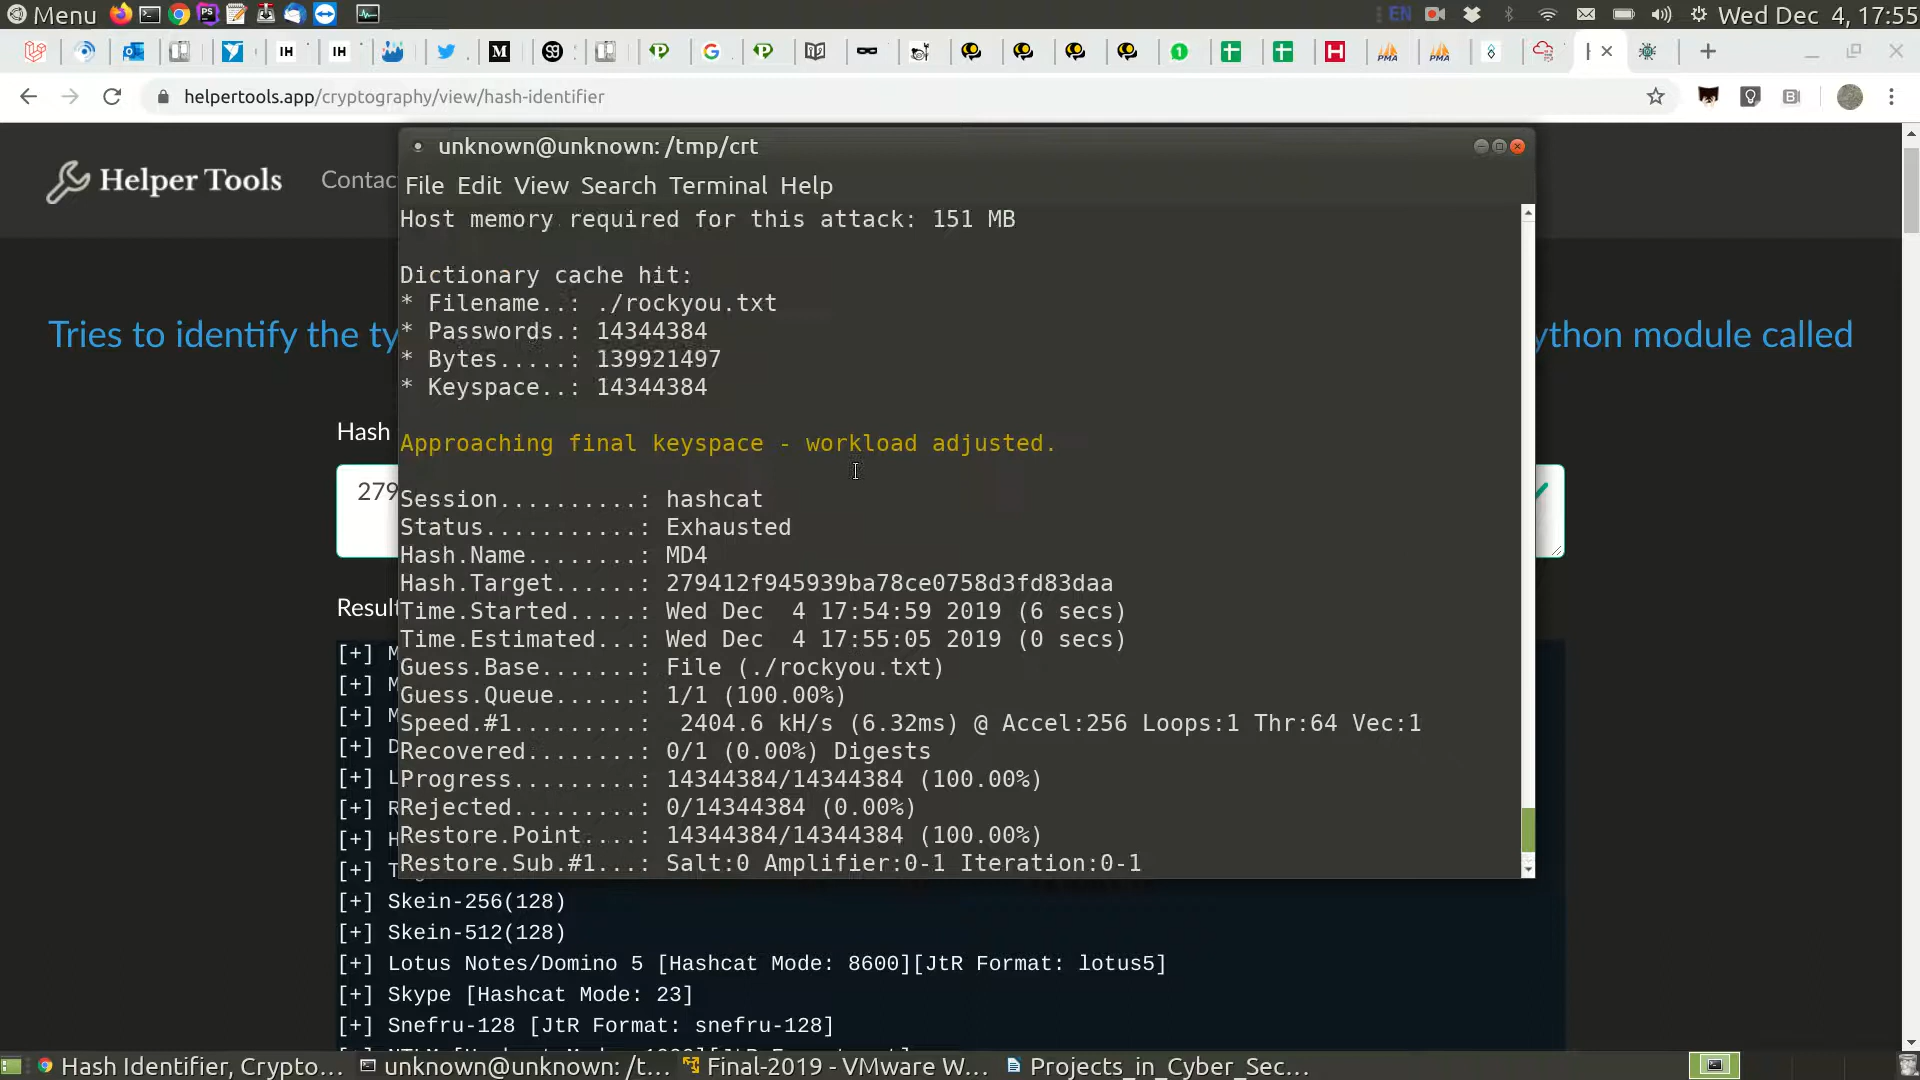 Menu
EN
Wed Dec 4, 17:55
helpertools.app/cryptography/view/hash-identifier
unknown@unknown: /tmp/crt
Helper Tools
Contac
File Edit View Search Terminal Help
Host memory required for this attack: 151 MB
Dictionary cache hit:
* Filename..: ./rockyou.txt
* Passwords.: 14344384
* Bytes.....: 139921497
* Keyspace..: 14344384
Tries to identify the ty
ython module called
Hash
279
Approaching final keyspace - workload adjusted.
Session..........: hashcat
Status...........: Exhausted
Hash.Name........: MD4
Hash.Target......: 279412f945939ba78ce0758d3fd83daa
Time.Started.....: Wed Dec  4 17:54:59 2019 (6 secs)
Time.Estimated...: Wed Dec  4 17:55:05 2019 (0 secs)
Guess.Base.......: File (./rockyou.txt)
Guess.Queue......: 1/1 (100.00%)
Speed.#1.........:  2404.6 kH/s (6.32ms) @ Accel:256 Loops:1 Thr:64 Vec:1
Recovered........: 0/1 (0.00%) Digests
Progress.........: 14344384/14344384 (100.00%)
Rejected.........: 0/14344384 (0.00%)
Restore.Point....: 14344384/14344384 (100.00%)
Restore.Sub.#1...: Salt:0 Amplifier:0-1 Iteration:0-1
Result
[+] M
[+] M
[+] M
[+] D
[+] L
[+] R
[+] H
[+] T
[+] Skein-256(128)
[+] Skein-512(128)
[+] Lotus Notes/Domino 5 [Hashcat Mode: 8600][JtR Format: lotus5]
[+] Skype [Hashcat Mode: 23]
[+] Snefru-128 [JtR Format: snefru-128]
Hash Identifier, Crypto...
unknown@unknown: /t...
Final-2019 - VMware W...
Projects_in_Cyber_Sec...